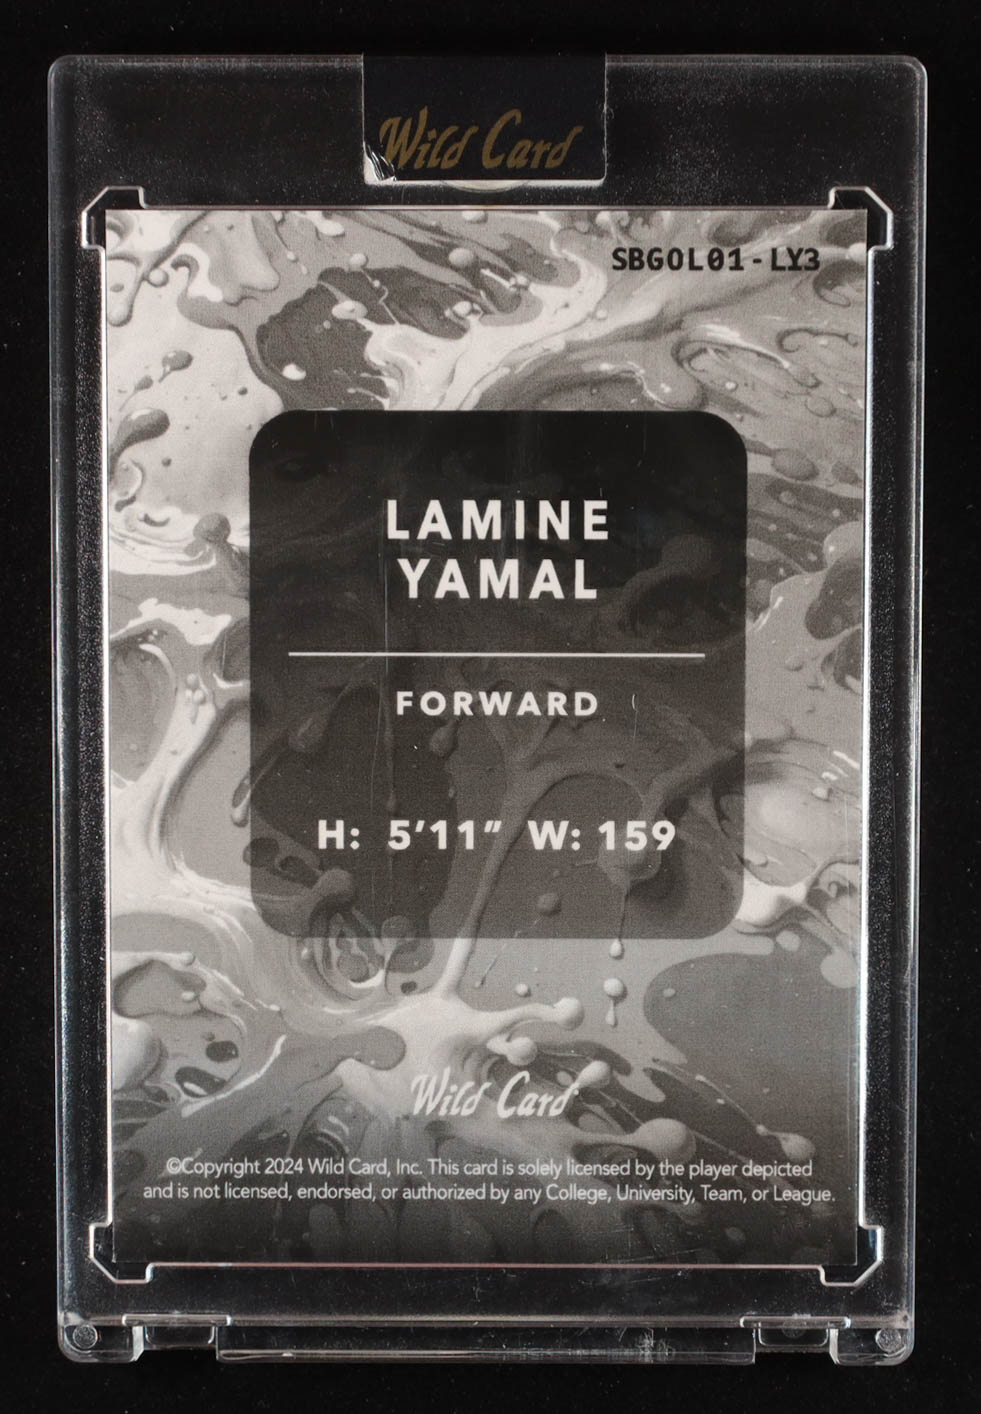 Wild Card
SBGOL01-LY3
LAMINE
YAMAL
FORWARD
H: 5'11" W: 159
Wild Card
©Copyright 2024 Wild Card, Inc. This card is solely licensed by the player depicted
and is not licensed, endorsed, or authorized by any College, University, Team, or League.